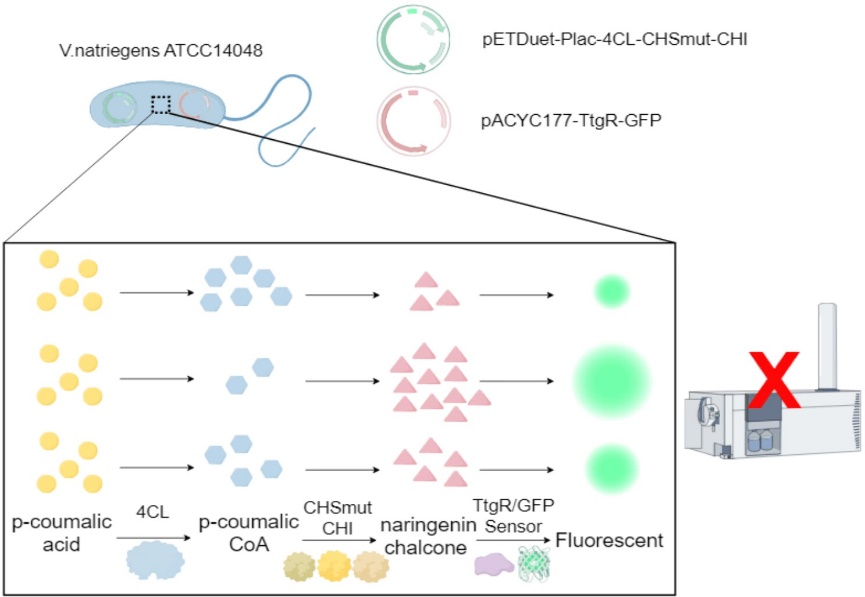 V.natriegens ATCC14048
pETDuet-Plac-4CL-CHSmut-CHI
pACYC177-TtgR-GFP
X
p-coumalic
acid
4CL
p-coumalic
CoA
CHSmut
CHI
naringenin
chalcone
TtgR/GFP
Sensor
Fluorescent